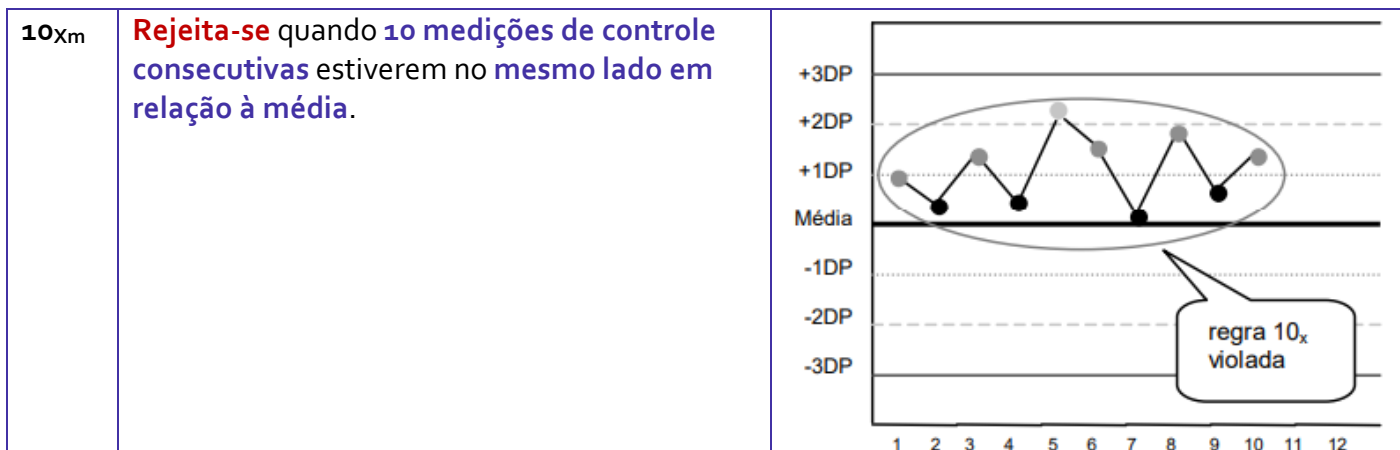 10Xm
Rejeita-se quando 10 medições de controle
consecutivas estiverem no mesmo lado em
relação à média.
+3DP
+2DP
+1DP
Média
-1DP
-2DP
-3DP
regra 10x
violada
1 2 3 4 5 6 7 8 9 10 11 12